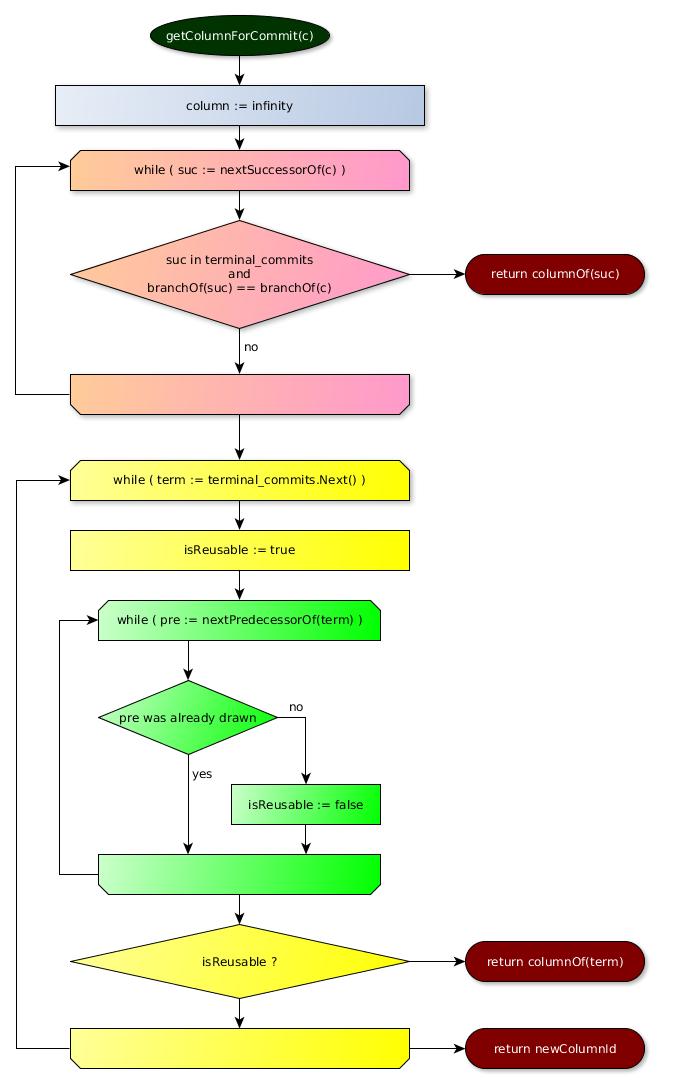 getColumnForCommit(c)
column := infinity
while ( suc := nextSuccessorOf(c) )
suc in terminal_commits
and
branchOf(suc) == branchOf(c)
return columnOf(suc)
no
while ( term := terminal_commits.Next() )
isReusable := true
while ( pre := nextPredecessorOf(term) )
pre was already drawn
no
yes
isReusable := false
isReusable ?
return columnOf(term)
return newColumnId